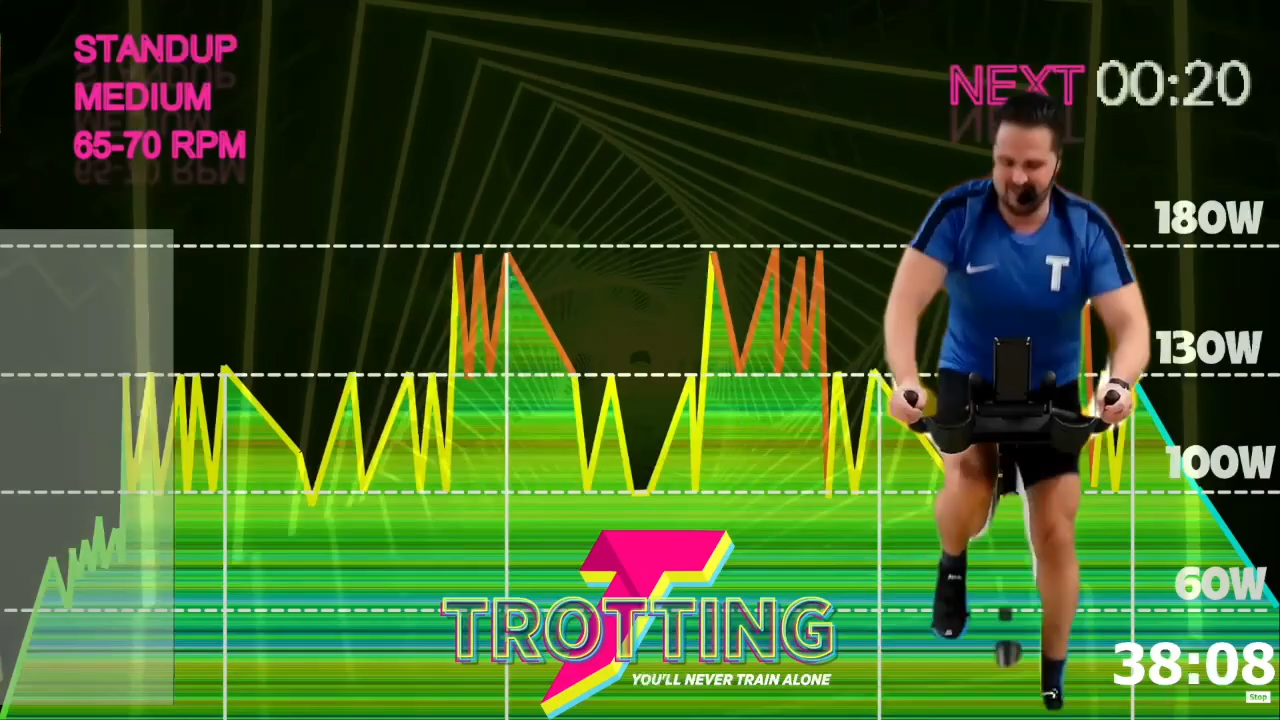 STANDUP
MEDIUM
65-70 RPM
NEXT 00:20
180W
T
130W
100W
60W
TROTTING
YOU'LL NEVER TRAIN ALONE
38:08
Stop